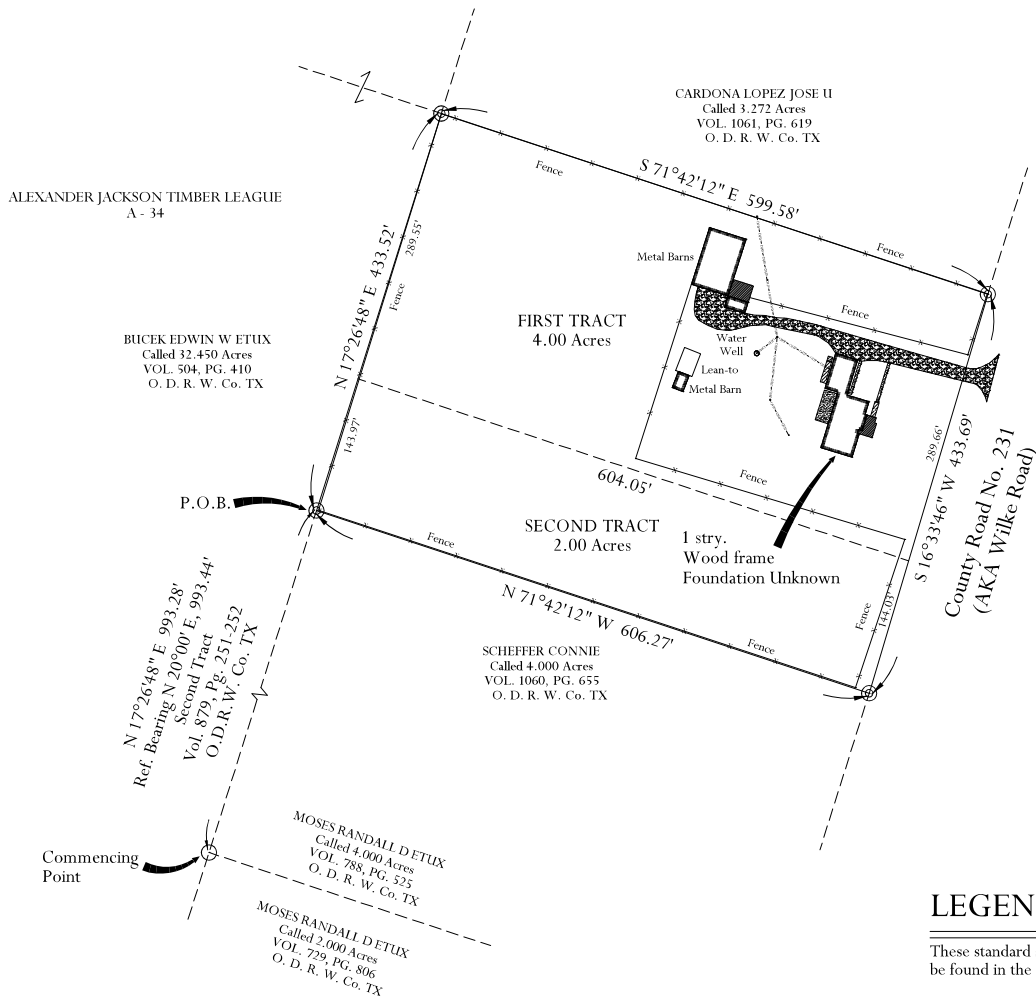 CARDONA LOPEZ JOSE U
Called 3.272 Acres
VOL. 1061, PG. 619
O. D. R. W. Co. TX
Fence
S 71°42'12" E 599.58'
Fence
ALEXANDER JACKSON TIMBER LEAGUE
A - 34
N 17°26'48" E 433.52'
289.55'
Fence
143.97'
Metal Barns
Fence
FIRST TRACT
4.00 Acres
Water
Well
Lean-to
Metal Barn
BUCEK EDWIN W ETUX
Called 32.450 Acres
VOL. 504, PG. 410
O. D. R. W. Co. TX
289.66'
S 16°33'46" W 433.69'
County Road No. 231
(AKA Wilke Road)
Fence
604.05'
P.O.B.
SECOND TRACT
2.00 Acres
1 stry.
Wood frame
Foundation Unknown
Fence
Fence
144.03'
N 71°42'12" W 606.27'
Fence
SCHEFFER CONNIE
Called 4.000 Acres
VOL. 1060, PG. 655
O. D. R. W. Co. TX
N 17°26'48" E 993.28'
Ref. Bearing N 20°00' E, 993.44'
Second Tract
Vol. 879, Pg. 251-252
O.D.R.W. Co. TX
Commencing
Point
MOSES RANDALL D ETUX
Called 4.000 Acres
VOL. 788, PG. 525
O. D. R. W. Co. TX
MOSES RANDALL D ETUX
Called 2.000 Acres
VOL. 729, PG. 806
O. D. R. W. Co. TX
LEGEN
These standard
be found in the